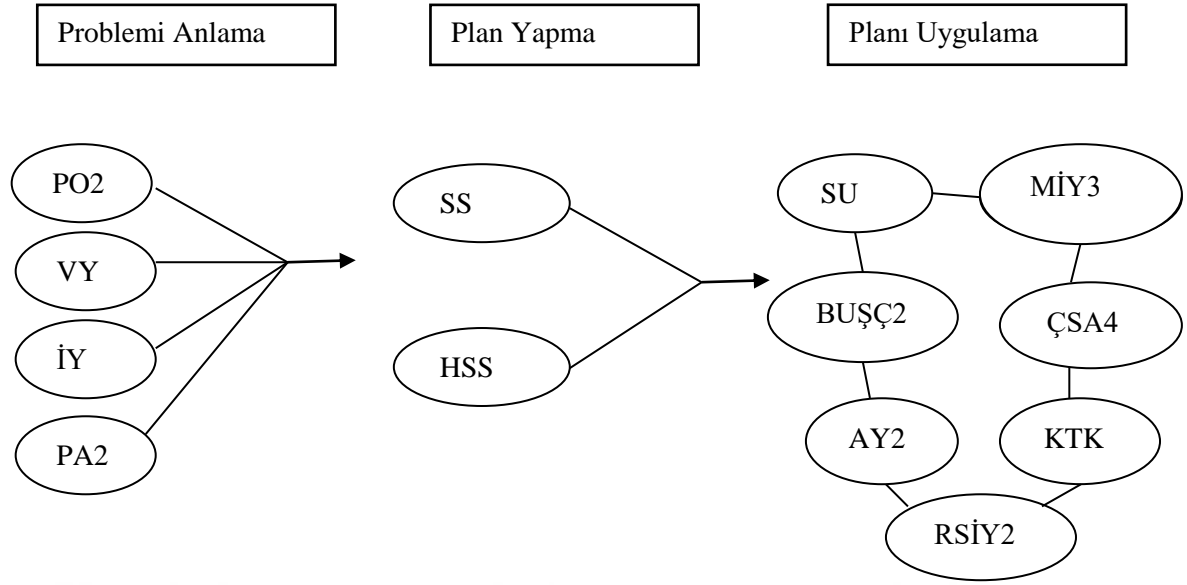 Problemi Anlama
Plan Yapma
Planı Uygulama
PO2
VY
İY
PA2
SS
HSS
SU
MİY3
BUŞÇ2
ÇSA4
AY2
KTK
RSİY2